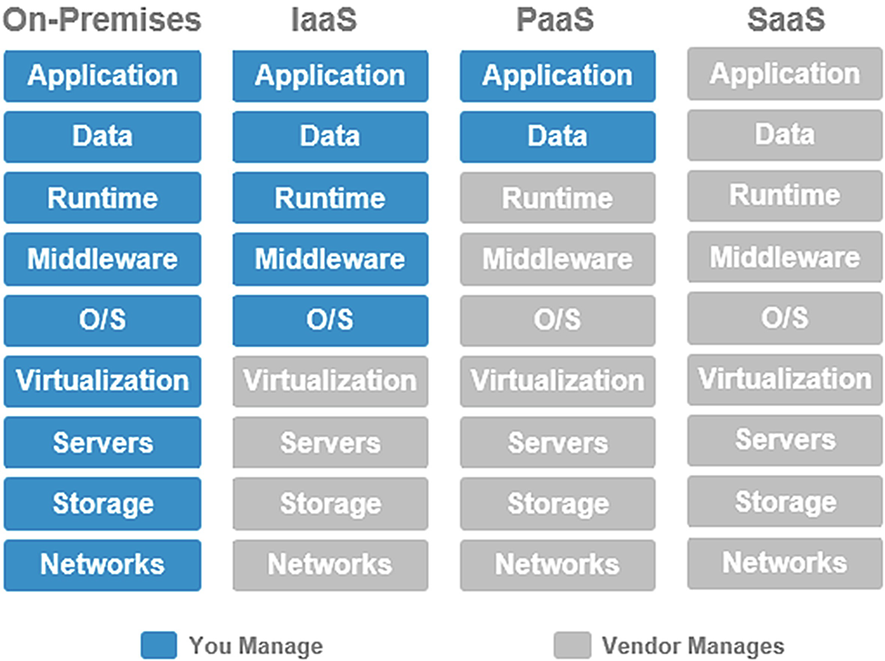 On-Premises IaaS PaaS SaaS
Application Application Application Application
Data Data Data Data
Runtime Runtime Runtime Runtime
Middleware Middleware Middleware Middleware
O/S O/S O/S O/S
Virtualization Virtualization Virtualization Virtualization
Servers Servers Servers Servers
Storage Storage Storage Storage
Networks Networks Networks Networks
You Manage Vendor Manages